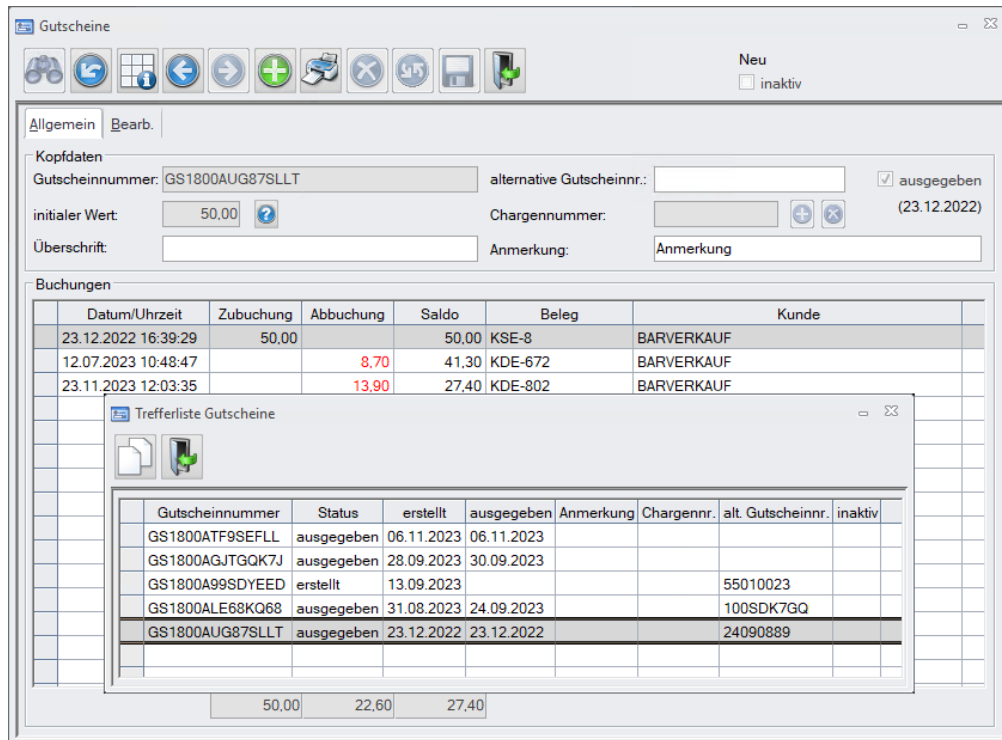 Gutscheine
Neu
inaktiv
Allgemein Bearb.
Kopfdaten
Gutscheinnummer: GS1800AUG87SLLT alternative Gutscheinnr.: ausgegeben
initialer Wert: 50,00 Chargennummer: (23.12.2022)
Überschrift: Anmerkung: Anmerkung
Buchungen
Datum/Uhrzeit Zubuchung Abbuchung Saldo Beleg Kunde
23.12.2022 16:39:29 50,00 50,00 KSE-8 BARVERKAUF
12.07.2023 10:48:47 8,70 41,30 KDE-672 BARVERKAUF
23.11.2023 12:03:35 13,90 27,40 KDE-802 BARVERKAUF
Trefferliste Gutscheine
Gutscheinnummer Status erstellt ausgegeben Anmerkung Chargennr. alt. Gutscheinnr. inaktiv
GS1800ATF9SEFLL ausgegeben 06.11.2023 06.11.2023
GS1800AGJTGQK7J ausgegeben 28.09.2023 30.09.2023
GS1800A99SDYEED erstellt 13.09.2023 55010023
GS1800ALE68KQ68 ausgegeben 31.08.2023 24.09.2023 100SDK7GQ
GS1800AUG87SLLT ausgegeben 23.12.2022 23.12.2022 24090889
50,00 22,60 27,40